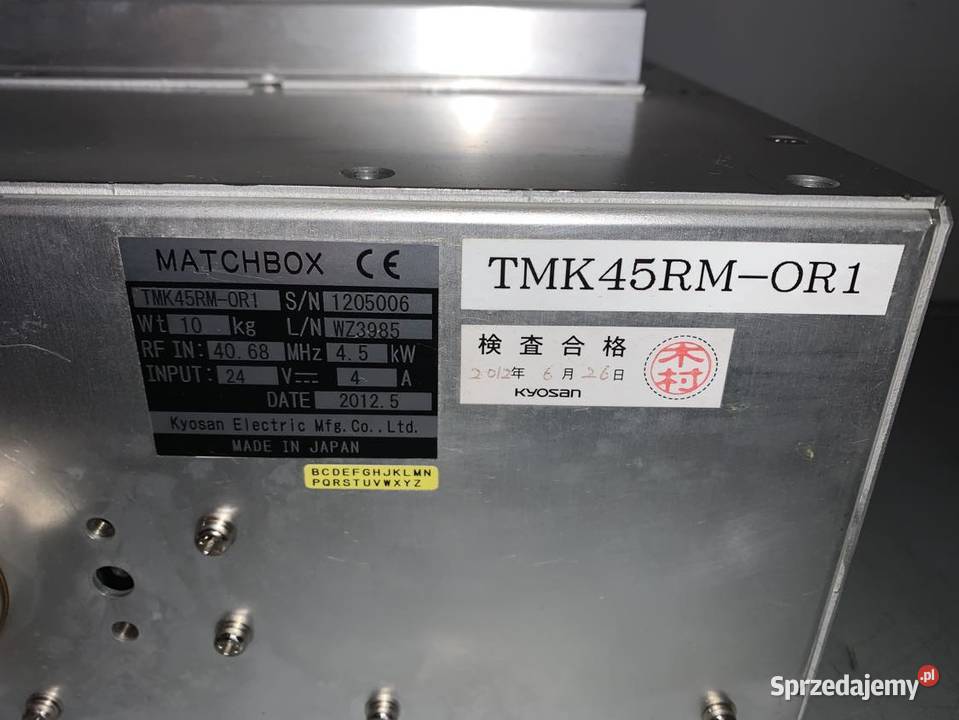 MATCHBOX CE
TMK45RM-OR1 S/N 1205006
Wt 10 kg L/N WZ3985
RF IN: 40.68 MHz 4.5 kW
INPUT: 24 V 4 A
DATE 2012.5
Kyosan Electric Mfg.Co.,Ltd.
MADE IN JAPAN
TMK45RM-OR1
検査合格
2012年 6月 26日
KYOSAN
木村
BCDEFGHJKLMN
PQRSTUVWXYZ
Sprzedajemy.pl